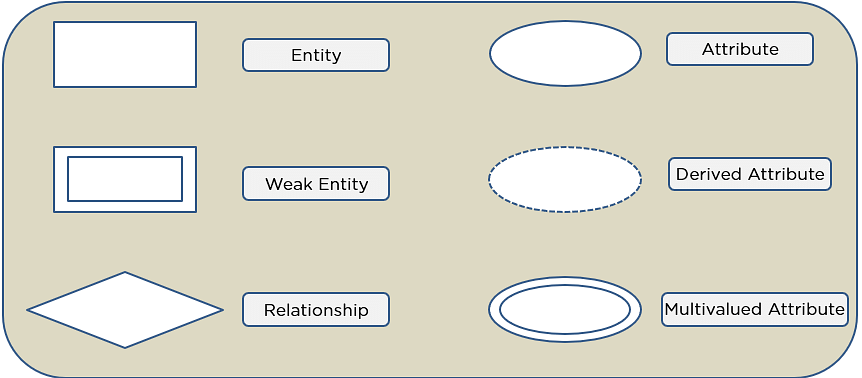 Entity
Attribute
Weak Entity
Derived Attribute
Relationship
Multivalued Attribute